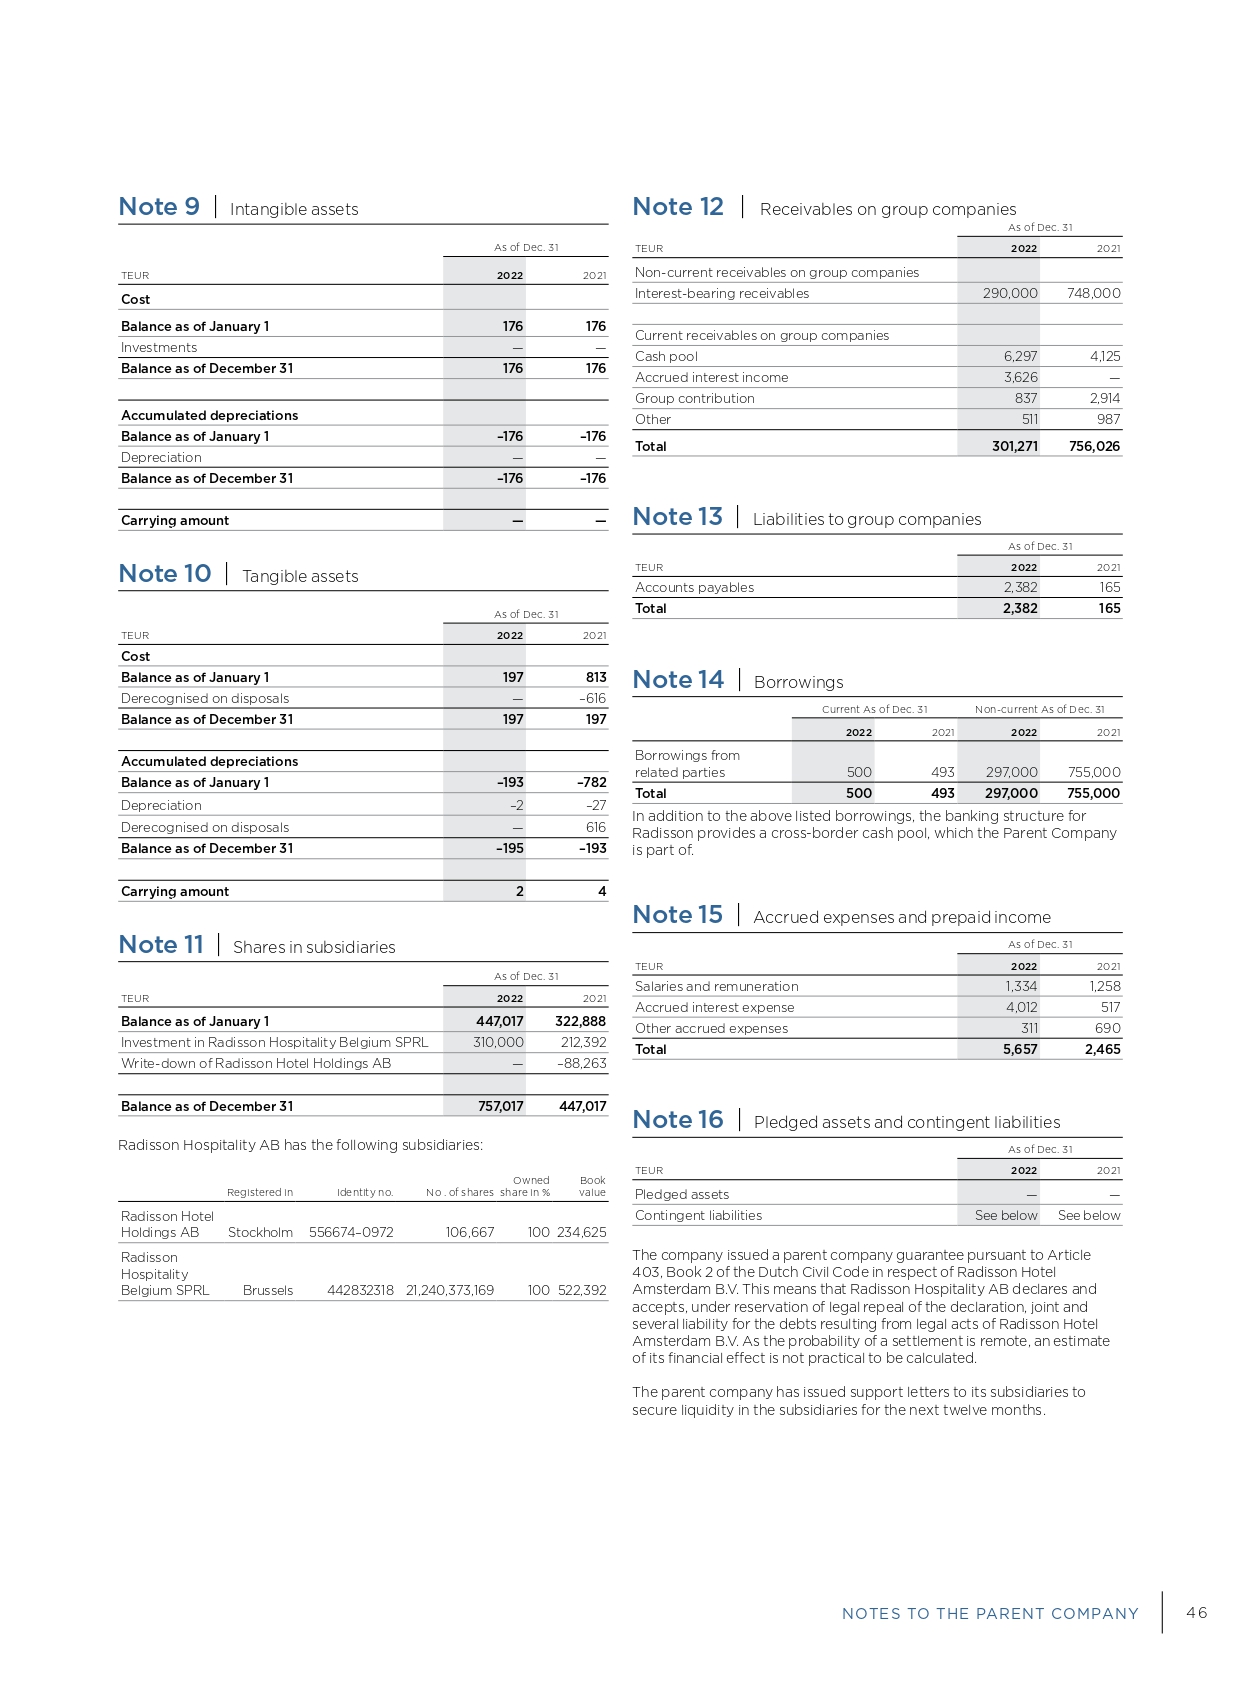 Note 9 | Intangible assets
As of Dec. 31
TEUR 2022 2021
Cost
Balance as of January 1 176 176
Investments — —
Balance as of December 31 176 176
Accumulated depreciations
Balance as of January 1 –176 –176
Depreciation — —
Balance as of December 31 –176 –176
Carrying amount — —
Note 10 | Tangible assets
As of Dec. 31
TEUR 2022 2021
Cost
Balance as of January 1 197 813
Derecognised on disposals — –616
Balance as of December 31 197 197
Accumulated depreciations
Balance as of January 1 –193 –782
Depreciation –2 –27
Derecognised on disposals — 616
Balance as of December 31 –195 –193
Carrying amount 2 4
Note 11 | Shares in subsidiaries
As of Dec. 31
TEUR 2022 2021
Balance as of January 1 447,017 322,888
Investment in Radisson Hospitality Belgium SPRL 310,000 212,392
Write-down of Radisson Hotel Holdings AB — –88,263
Balance as of December 31 757,017 447,017
Radisson Hospitality AB has the following subsidiaries:
Owned Book
Registered in Identity no. No . of shares share in % value
Radisson Hotel
Holdings AB Stockholm 556674–0972 106,667 100 234,625
Radisson
Hospitality
Belgium SPRL Brussels 442832318 21,240,373,169 100 522,392
Note 12 | Receivables on group companies
As of Dec. 31
TEUR 2022 2021
Non-current receivables on group companies
Interest-bearing receivables 290,000 748,000
Current receivables on group companies
Cash pool 6,297 4,125
Accrued interest income 3,626 —
Group contribution 837 2,914
Other 511 987
Total 301,271 756,026
Note 13 | Liabilities to group companies
As of Dec. 31
TEUR 2022 2021
Accounts payables 2,382 165
Total 2,382 165
Note 14 | Borrowings
Current As of Dec. 31 Non-current As of Dec. 31
2022 2021 2022 2021
Borrowings from
related parties 500 493 297,000 755,000
Total 500 493 297,000 755,000
In addition to the above listed borrowings, the banking structure for
Radisson provides a cross-border cash pool, which the Parent Company
is part of.
Note 15 | Accrued expenses and prepaid income
As of Dec. 31
TEUR 2022 2021
Salaries and remuneration 1,334 1,258
Accrued interest expense 4,012 517
Other accrued expenses 311 690
Total 5,657 2,465
Note 16 | Pledged assets and contingent liabilities
As of Dec. 31
TEUR 2022 2021
Pledged assets — —
Contingent liabilities See below See below
The company issued a parent company guarantee pursuant to Article
403, Book 2 of the Dutch Civil Code in respect of Radisson Hotel
Amsterdam B.V. This means that Radisson Hospitality AB declares and
accepts, under reservation of legal repeal of the declaration, joint and
several liability for the debts resulting from legal acts of Radisson Hotel
Amsterdam B.V. As the probability of a settlement is remote, an estimate
of its financial effect is not practical to be calculated.
The parent company has issued support letters to its subsidiaries to
secure liquidity in the subsidiaries for the next twelve months.
NOTES TO THE PARENT COMPANY | 46